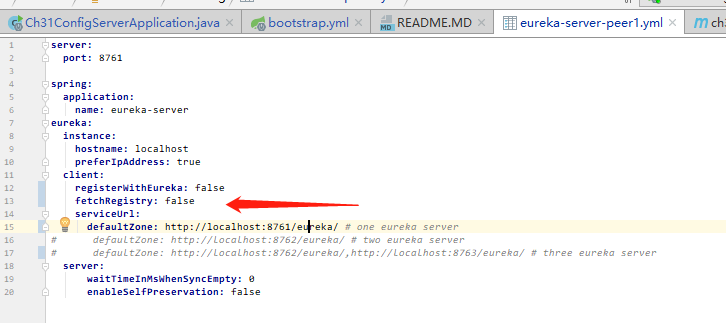 Ch31ConfigServerApplication.java × bootstrap.yml × README.MD × eureka-server-peer1.yml × m ch3
1 server:
2 port: 8761
3
4 spring:
5 application:
6 name: eureka-server
7 eureka:
8 instance:
9 hostname: localhost
10 preferIpAddress: true
11 client:
12 registerWithEureka: false
13 fetchRegistry: false
14 serviceUrl:
15 defaultZone: http://localhost:8761/eureka/ # one eureka server
16 # defaultZone: http://localhost:8762/eureka/ # two eureka server
17 # defaultZone: http://localhost:8762/eureka/,http://localhost:8763/eureka/ # three eureka server
18 server:
19 waitTimeInMsWhenSyncEmpty: 0
20 enableSelfPreservation: false